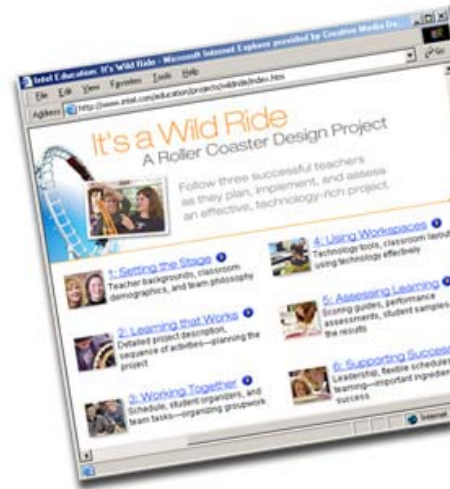 Intel Education: It's Wild Ride - Microsoft Internet Explorer provided by Creative Media De
File Edit View Favorites Tools Help
Address http://www.intel.com/education/projects/wildride/index.htm
Go
It's a Wild Ride
A Roller Coaster Design Project
Follow three successful teachers
as they plan, implement, and assess
an effective, technology-rich project.
1: Setting the Stage
Teacher backgrounds, classroom
demographics, and team philosophy
2: Learning that Works
Detailed project description,
sequence of activities—planning the
project
3: Working Together
Schedule, student organizers, and
team tasks—organizing groupwork
4: Using Workspaces
Technology tools, classroom layout
using technology effectively
5: Assessing Learning
Scoring guides, performance
assessments, student samples
the results
6: Supporting Success
Leadership, flexible schedules
learning—important ingredien
success
Internet